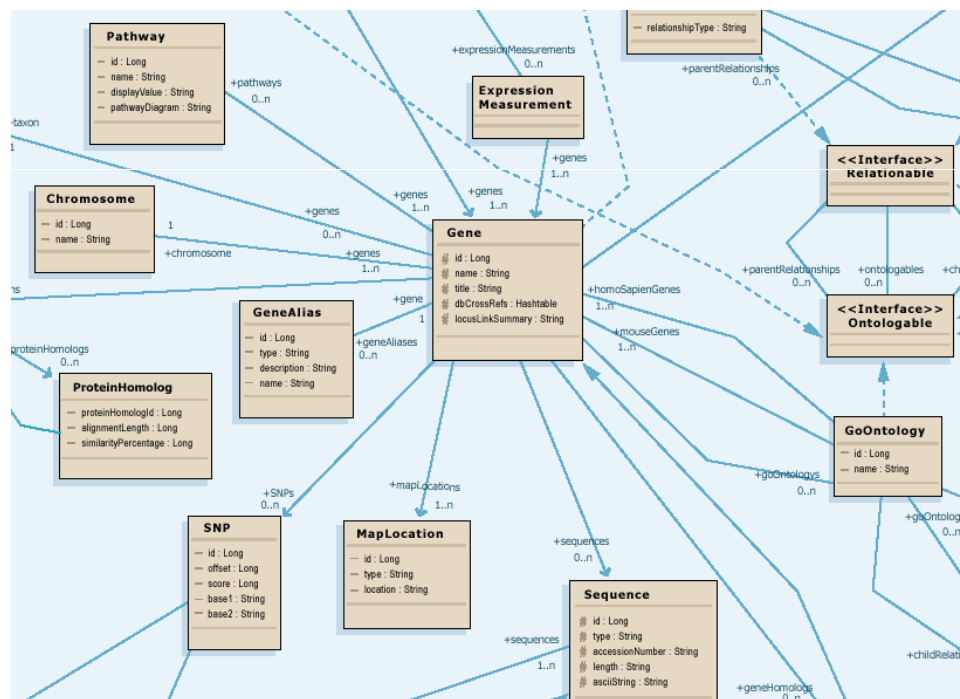 Pathway
id : Long
name : String
displayValue : String
pathwayDiagram : String
+pathways
0..n
+expressionMeasurements
0..n
Expression
Measurement
+genes
1..n
relationshipType : String
+parentRelationships
0..n
<<Interface>>
Relationable
+taxon
1
Chromosome
id : Long
name : String
1
+chromosome
+genes
0..n
+genes
1..n
+genes
1..n
+genes
1..n
Gene
id : Long
name : String
title : String
dbCrossRefs : Hashtable
locusLinkSummary : String
+parentRelationships
0..n
+ontologables
0..n
<<Interface>>
Ontologable
GeneAlias
id : Long
type : String
description : String
name : String
+gene
1
+geneAliases
0..n
+homoSapienGenes
1..n
+mouseGenes
1..n
proteinHomologs
0..n
ProteinHomolog
proteinHomologId : Long
alignmentLength : Long
similarityPercentage : Long
GoOntology
id : Long
name : String
+goOntologys
0..n
+goOntolog
0..n
+SNPs
0..n
+mapLocations
1..n
SNP
id : Long
offset : Long
score : Long
base1 : String
base2 : String
MapLocation
id : Long
type : String
location : String
+sequences
0..n
Sequence
id : Long
type : String
accessionNumber : String
length : String
asciiString : String
+sequences
1..n
+geneHomologs
0..n
+childRelati